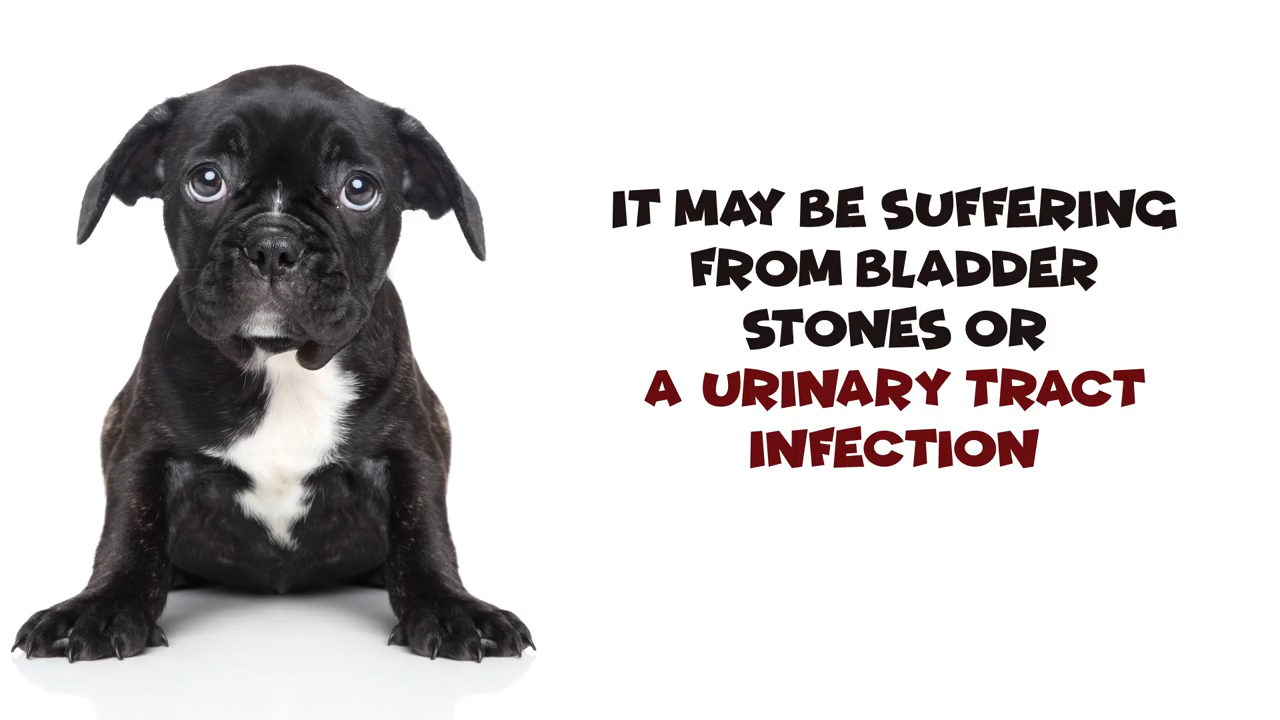 IT MAY BE SUFFERING
FROM BLADDER
STONES OR
A URINARY TRACT
INFECTION